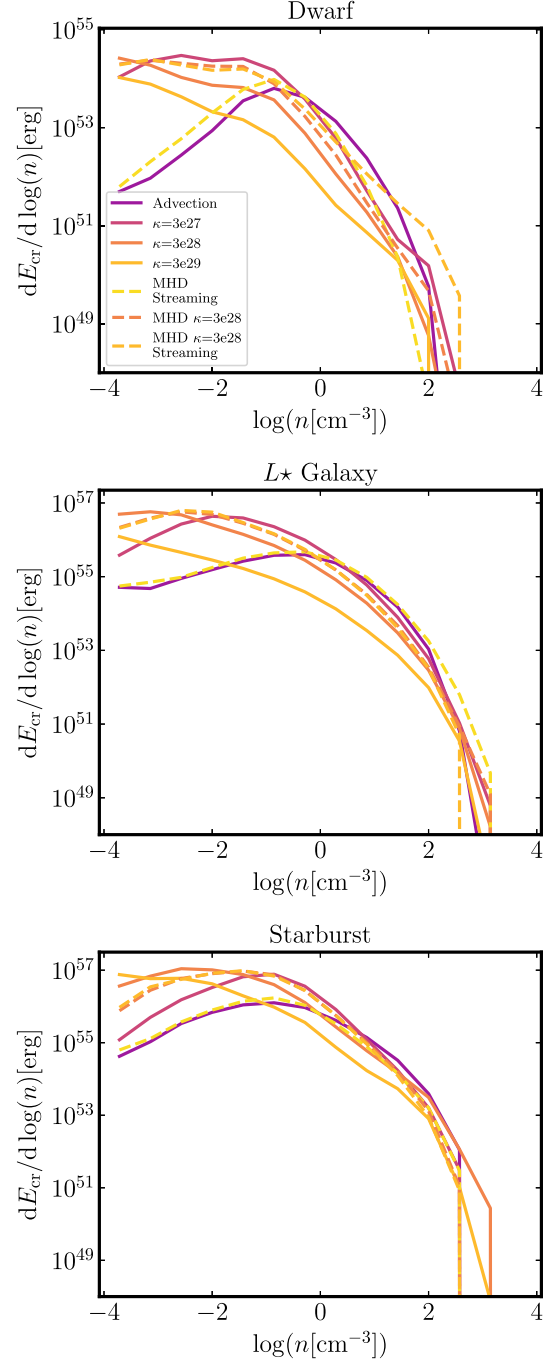 Dwarf
10^55
10^53
10^51
10^49
dE_cr/d log(n) [erg]
Advection
κ=3e27
κ=3e28
κ=3e29
MHD
Streaming
MHD κ=3e28
MHD κ=3e28
Streaming
−4 −2 0 2 4
log(n[cm^−3])
L⋆ Galaxy
10^57
10^55
10^53
10^51
10^49
dE_cr/d log(n) [erg]
−4 −2 0 2 4
log(n[cm^−3])
Starburst
10^57
10^55
10^53
10^51
10^49
dE_cr/d log(n) [erg]
−4 −2 0 2 4
log(n[cm^−3])